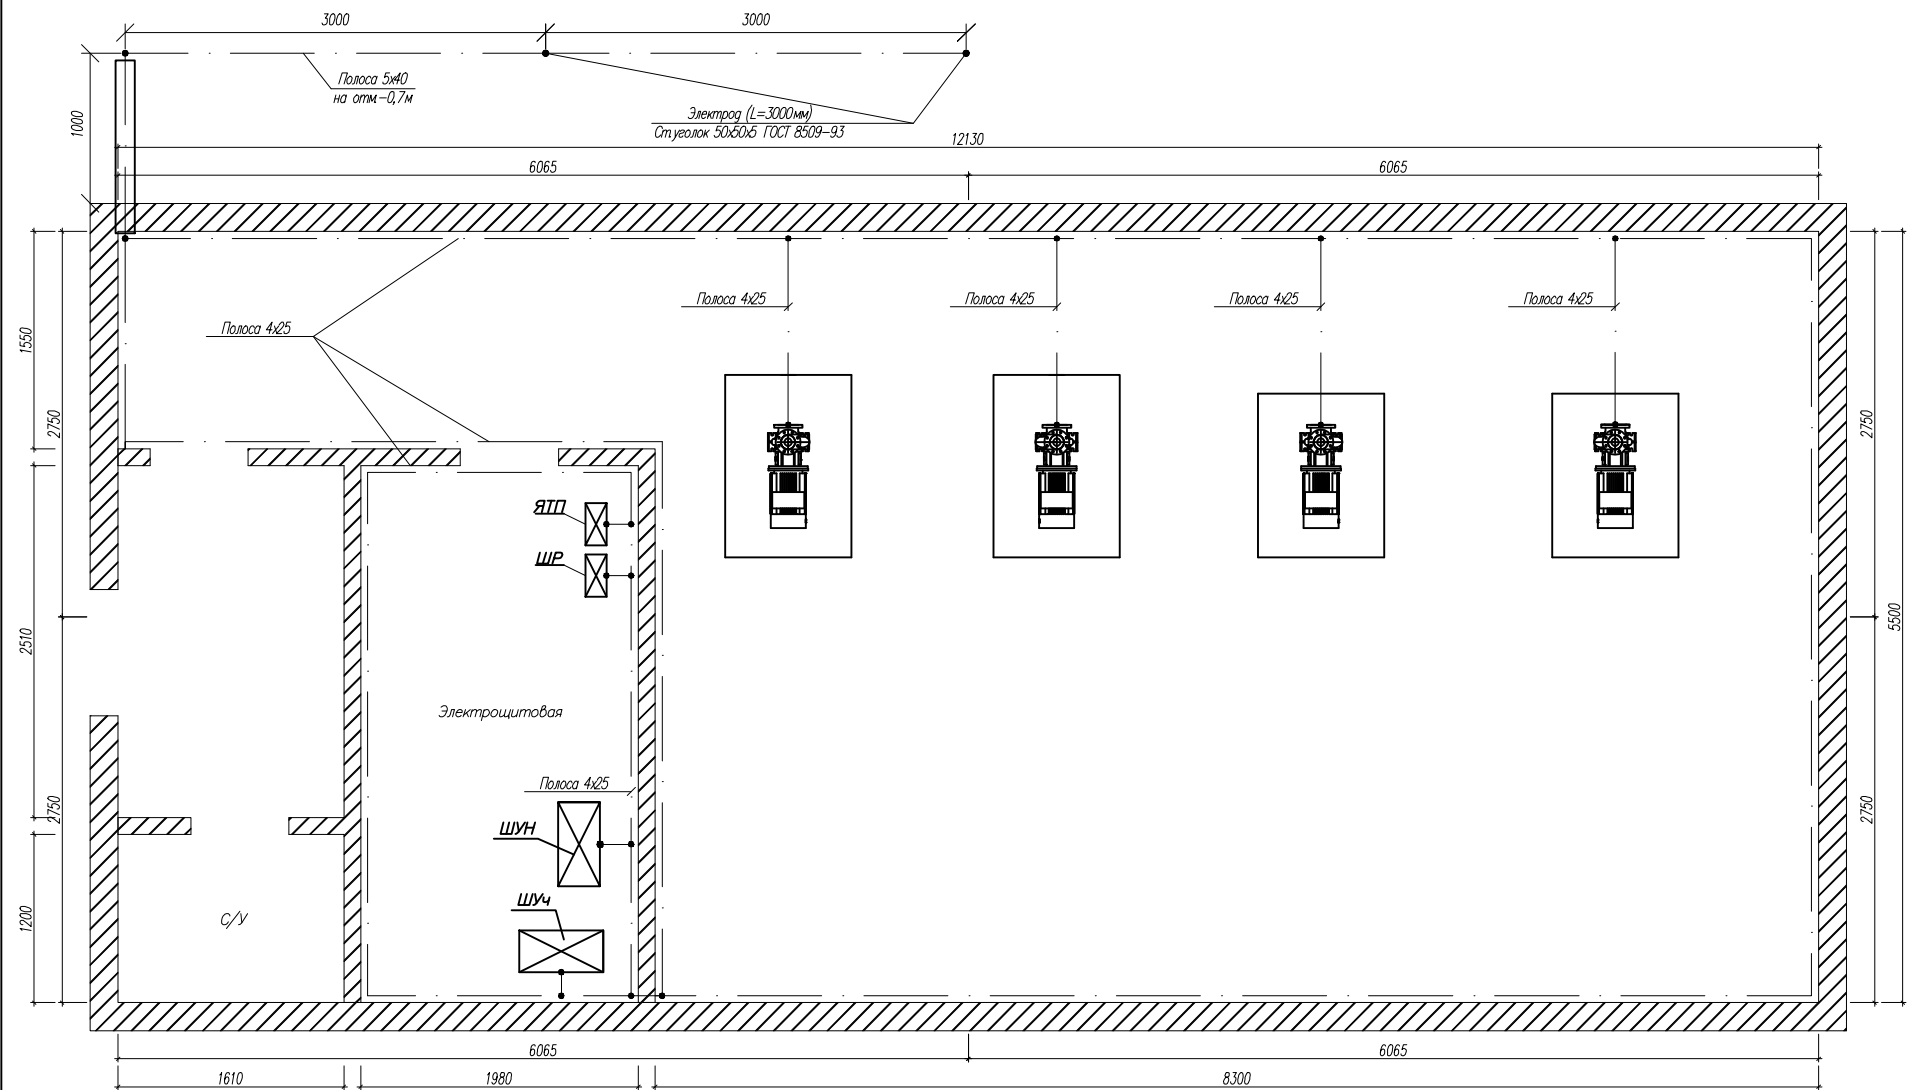 3000
3000
Полоса 5х40
на отм.-0,7м
1000
Электрод (L=3000мм)
Ст.уголок 50х50х5 ГОСТ 8509-93
12130
6065
6065
Полоса 4х25
Полоса 4х25
Полоса 4х25
Полоса 4х25
Полоса 4х25
1550
2750
2750
ЯТП
ШР
2510
5500
Электрощитовая
Полоса 4х25
2750
2750
ШУН
ШУч
1200
С/У
6065
6065
1610
1980
8300